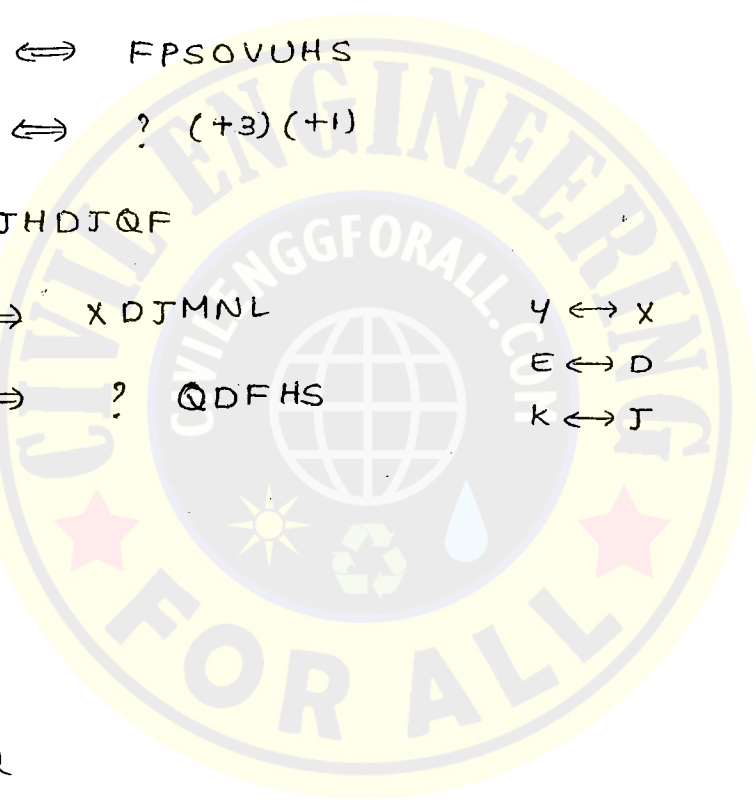 ⟺ FPSOVUHS
⟺ ? (+3) (+1)
JHDJQF
⇒ XDJMNL Y ↔ X
E ↔ D
⇒ ? QDFHS
K ↔ J
CIVIL ENGINEERING
CIVILENGGFORALL.COM
FOR ALL